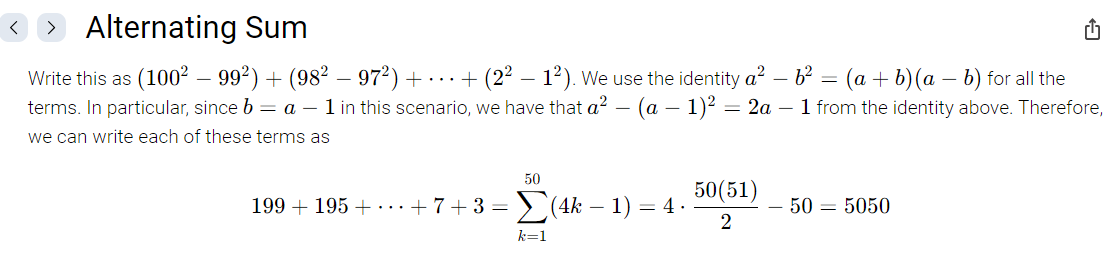 Alternating Sum
Write this as (100² − 99²) + (98² − 97²) + ⋯ + (2² − 1²). We use the identity a² − b² = (a + b)(a − b) for all the
terms. In particular, since b = a − 1 in this scenario, we have that a² − (a − 1)² = 2a − 1 from the identity above. Therefore,
we can write each of these terms as
199 + 195 + ⋯ + 7 + 3 = ∑_{k=1}^{50} (4k − 1) = 4 · \frac{50(51)}{2} − 50 = 5050